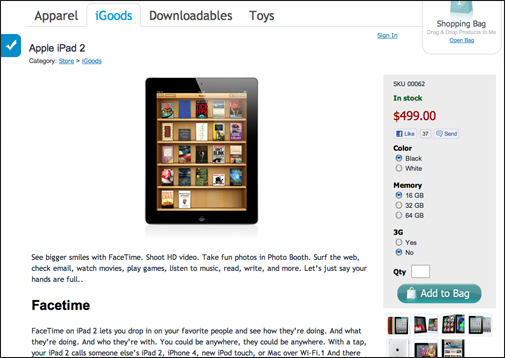 Apparel iGoods Downloadables Toys
Shopping Bag
Drag & Drop Products to Me
Open Bag
Sign In
Apple iPad 2
Category: Store > iGoods
SKU 00062
In stock
$499.00
Like 37 Send
Color
Black
White
Memory
16 GB
32 GB
64 GB
3G
Yes
No
Qty
Add to Bag
See bigger smiles with FaceTime. Shoot HD video. Take fun photos in Photo Booth. Surf the web,
check email, watch movies, play games, listen to music, read, write, and more. Let's just say your
hands are full..
Facetime
FaceTime on iPad 2 lets you drop in on your favorite people and see how they're doing. And what
they're doing. And who they're with. You could be anywhere, they could be anywhere. With a tap,
your iPad 2 calls someone else's iPad 2, iPhone 4, new iPod touch, or Mac over Wi-Fi.1 And there